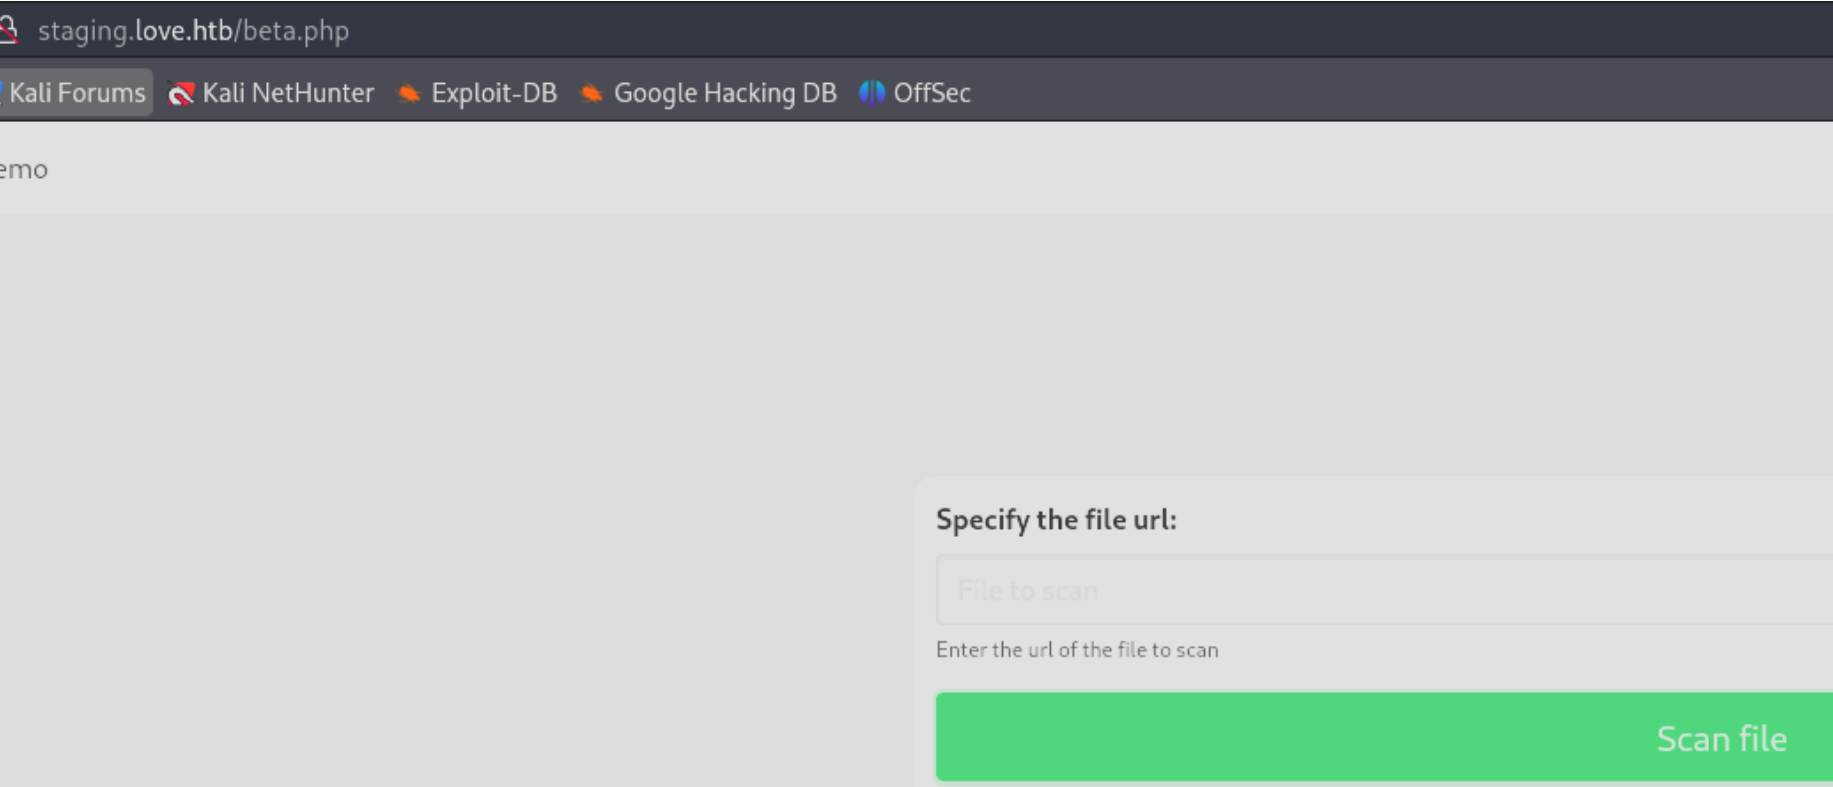 staging.love.htb/beta.php
Kali Forums Kali NetHunter Exploit-DB Google Hacking DB OffSec
emo
Specify the file url:
File to scan
Enter the url of the file to scan
Scan file